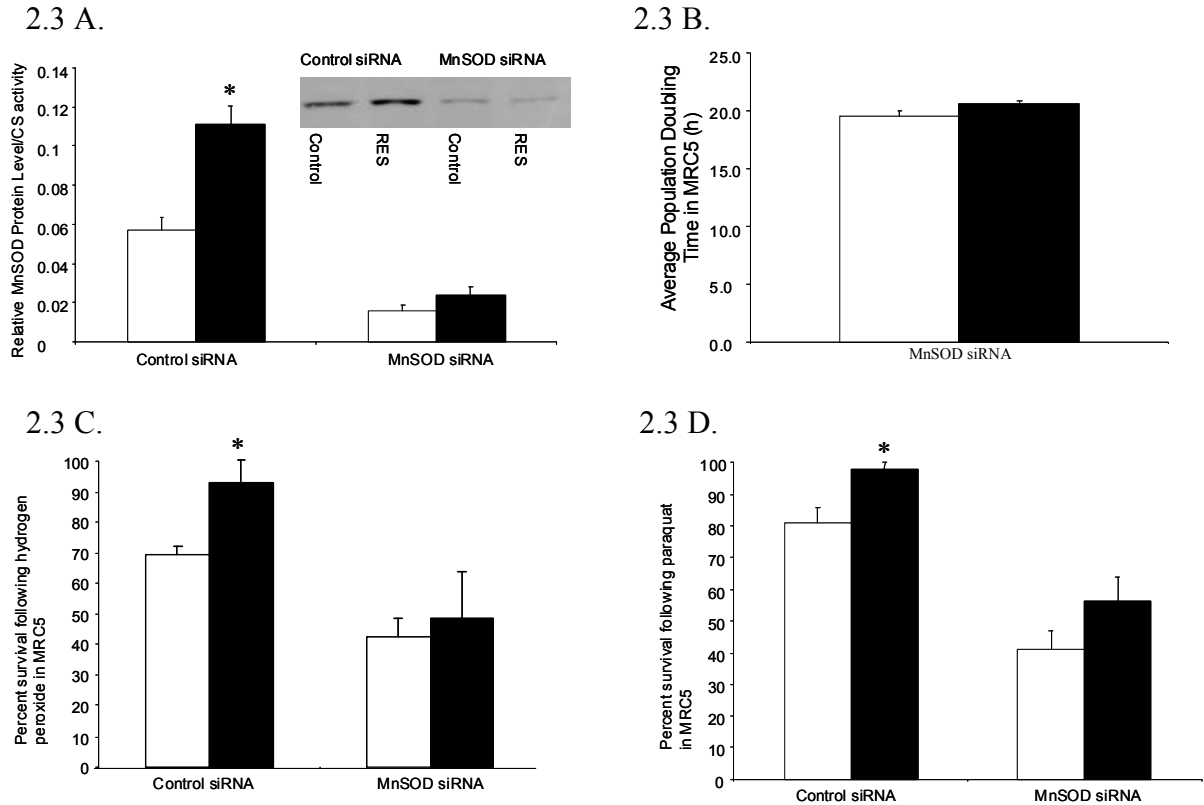 2.3 A.
Relative MnSOD Protein Level/CS activity
0.14
0.12
0.1
0.08
0.06
0.04
0.02
0
*
Control siRNA
MnSOD siRNA
Control
RES
Control
RES
Control siRNA
MnSOD siRNA
2.3 B.
Average Population Doubling
Time in MRC5 (h)
25.0
20.0
15.0
10.0
5.0
0.0
MnSOD siRNA
2.3 C.
Percent survival following hydrogen
peroxide in MRC5
100
90
80
70
60
50
40
30
20
10
0
*
Control siRNA
MnSOD siRNA
2.3 D.
Percent survival following paraquat
in MRC5
100
90
80
70
60
50
40
30
20
10
0
*
Control siRNA
MnSOD siRNA